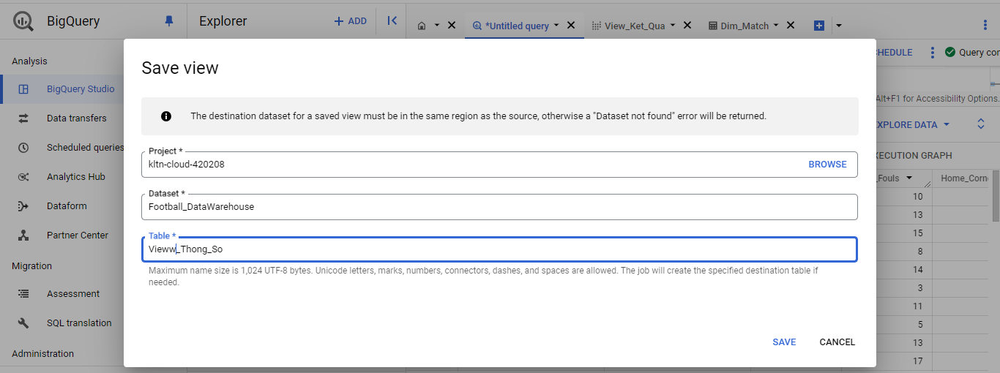 BigQuery
Explorer
+ ADD
*Untitled query
View_Ket_Qua
Dim_Match
Analysis
BigQuery Studio
Data transfers
Scheduled queries
Analytics Hub
Dataform
Partner Center
Migration
Assessment
SQL translation
Administration
Save view
The destination dataset for a saved view must be in the same region as the source, otherwise a "Dataset not found" error will be returned.
Project *
kltn-cloud-420208
BROWSE
Dataset *
Football_DataWarehouse
Table *
Vieww_Thong_So
Maximum name size is 1,024 UTF-8 bytes. Unicode letters, marks, numbers, connectors, dashes, and spaces are allowed. The job will create the specified destination table if
needed.
SAVE
CANCEL
HEDULE
Query con
Alt+F1 for Accessibility Options.
XPLORE DATA
XECUTION GRAPH
_Fouls
Home_Corn
10
13
15
8
14
3
11
5
13
17